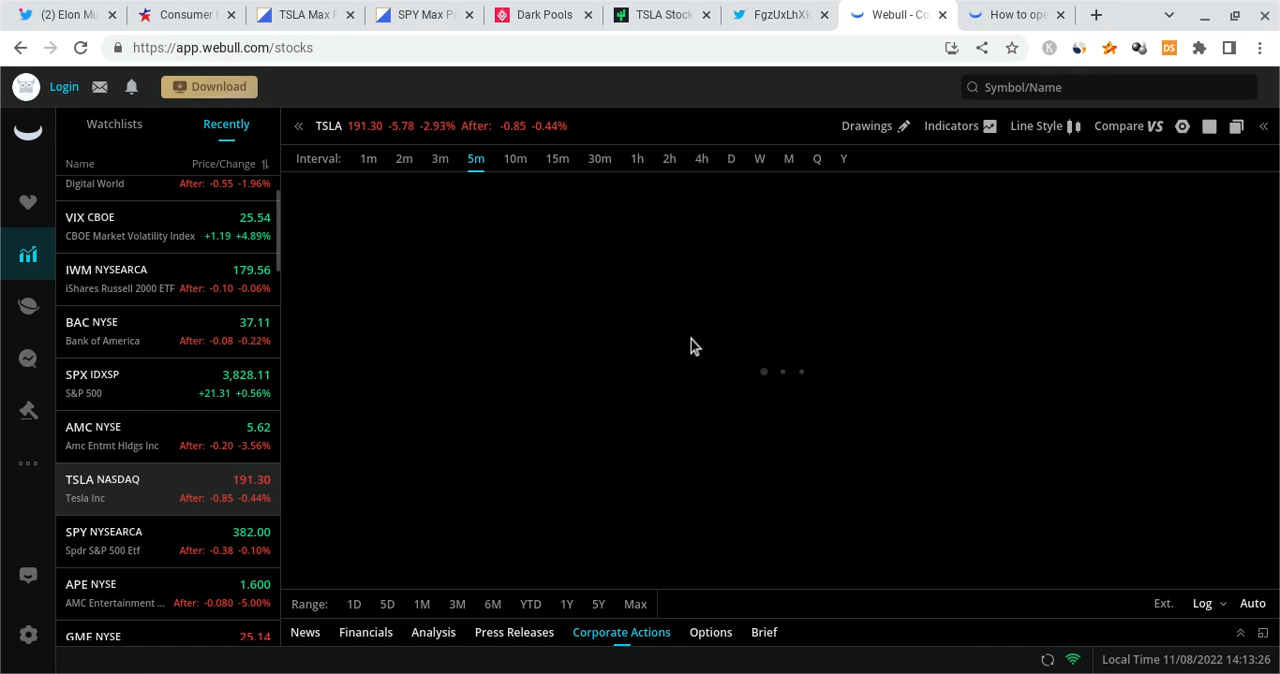 (2) Elon Mu
Consumer
TSLA Max F
SPY Max Pa
Dark Pools
TSLA Stock
FgzUxLhXk
Webull - Co
How to ope
https://app.webull.com/stocks
K
DS
Login
Download
Symbol/Name
Watchlists
Recently
TSLA 191.30 -5.78 -2.93% After: -0.85 -0.44%
Drawings
Indicators
Line Style
Compare VS
Interval: 1m 2m 3m 5m 10m 15m 30m 1h 2h 4h D W M Q Y
Name
Price/Change
Digital World
After: -0.55 -1.96%
VIX CBOE
25.54
CBOE Market Volatility Index
+1.19 +4.89%
IWM NYSEARCA
179.56
iShares Russell 2000 ETF
After: -0.10 -0.06%
BAC NYSE
37.11
Bank of America
After: -0.08 -0.22%
SPX IDXSP
3,828.11
S&P 500
+21.31 +0.56%
AMC NYSE
5.62
Amc Entmt Hldgs Inc
After: -0.20 -3.56%
TSLA NASDAQ
191.30
Tesla Inc
After: -0.85 -0.44%
SPY NYSEARCA
382.00
Spdr S&P 500 Etf
After: -0.38 -0.10%
APE NYSE
1.600
AMC Entertainment ...
After: -0.080 -5.00%
GME NYSE
25.14
Range: 1D 5D 1M 3M 6M YTD 1Y 5Y Max
Ext.
Log
Auto
News
Financials
Analysis
Press Releases
Corporate Actions
Options
Brief
Local Time 11/08/2022 14:13:26